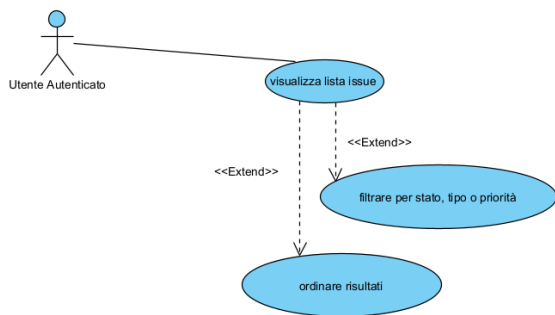 Utente Autenticato
visualizza lista issue
<<Extend>>
<<Extend>>
filtrare per stato, tipo o priorità
ordinare risultati